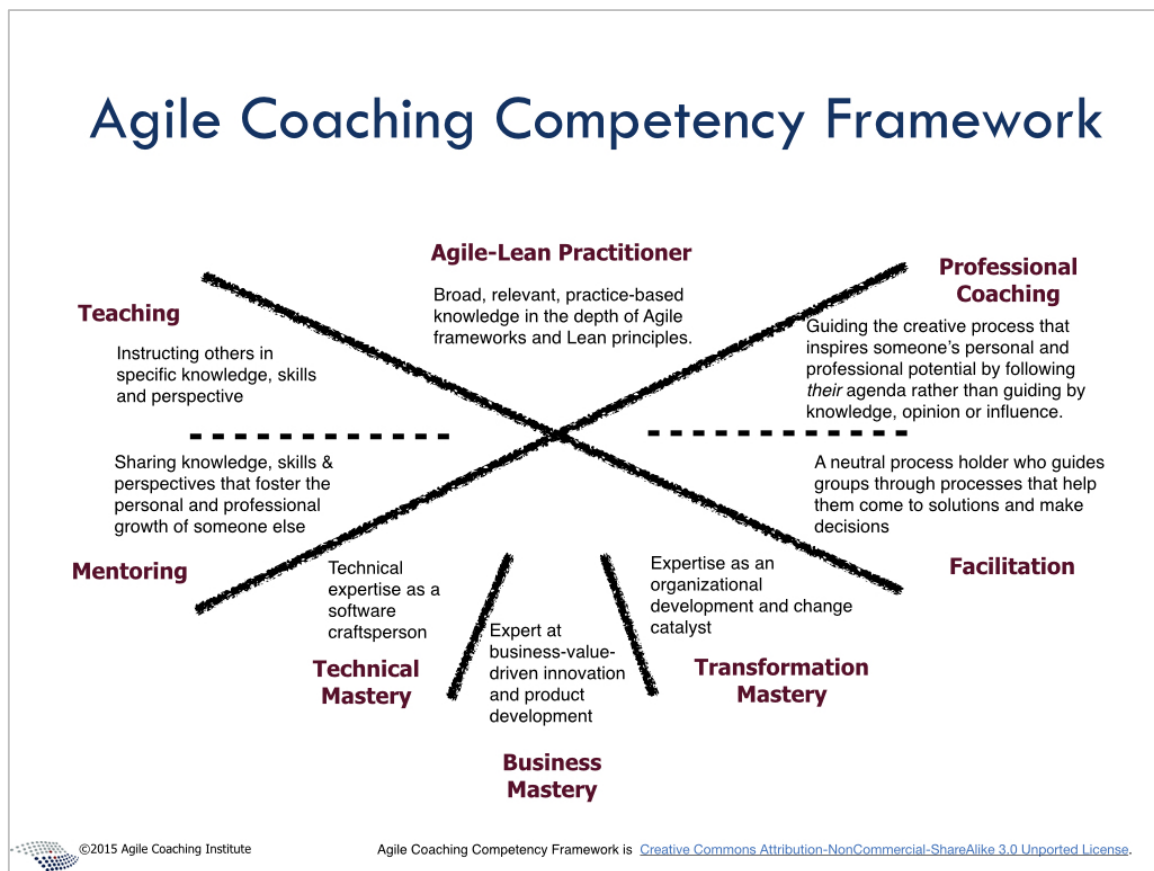 Agile Coaching Competency Framework
Agile-Lean Practitioner
Broad, relevant, practice-based
knowledge in the depth of Agile
frameworks and Lean principles.
Teaching
Instructing others in
specific knowledge, skills
and perspective
Professional
Coaching
Guiding the creative process that
inspires someone’s personal and
professional potential by following
their agenda rather than guiding by
knowledge, opinion or influence.
Sharing knowledge, skills &
perspectives that foster the
personal and professional
growth of someone else
Mentoring
A neutral process holder who guides
groups through processes that help
them come to solutions and make
decisions
Facilitation
Technical
expertise as a
software
craftsperson
Technical
Mastery
Expert at
business-value-
driven innovation
and product
development
Business
Mastery
Expertise as an
organizational
development and change
catalyst
Transformation
Mastery
©2015 Agile Coaching Institute
Agile Coaching Competency Framework is Creative Commons Attribution-NonCommercial-ShareAlike 3.0 Unported License.